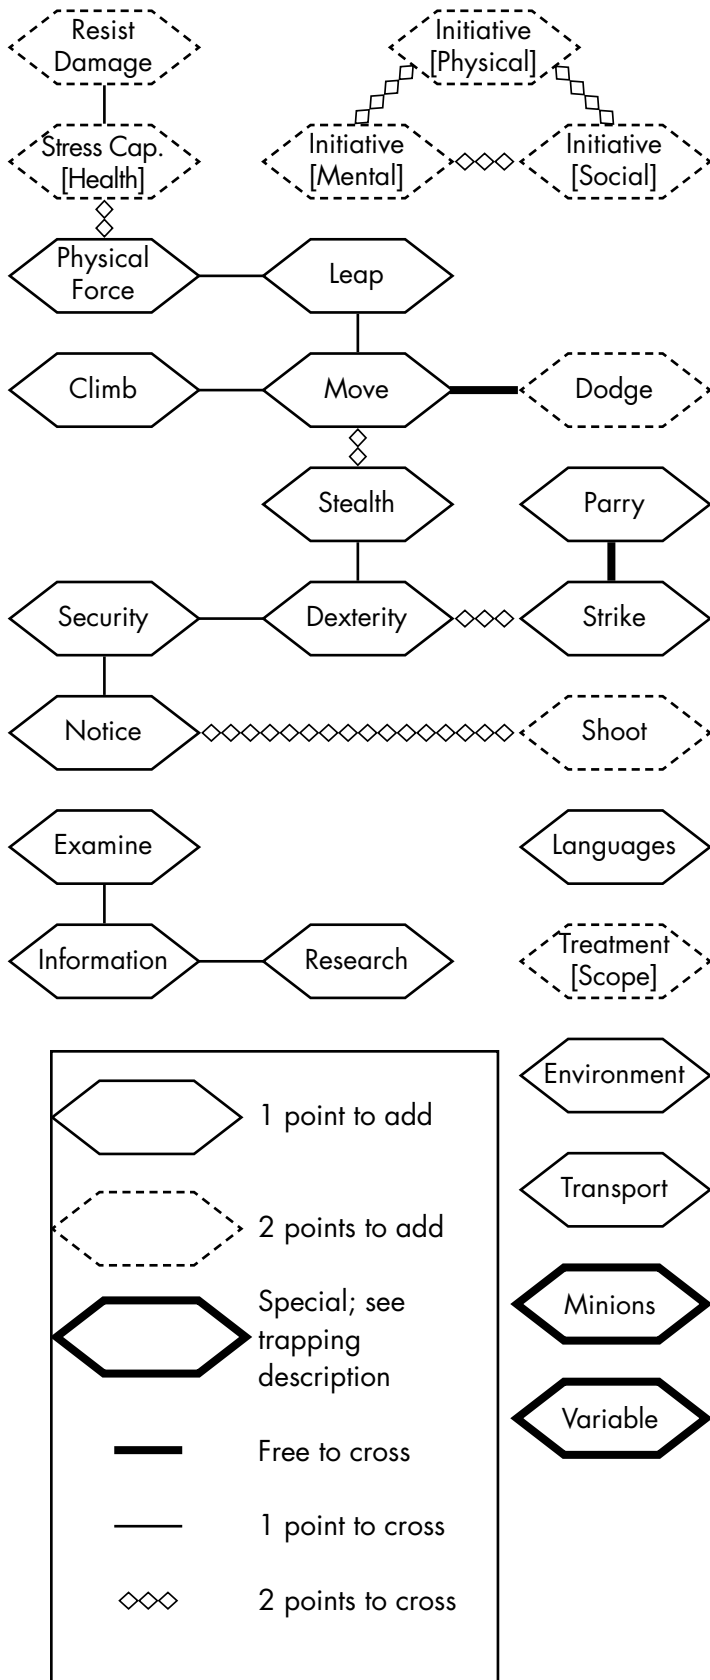 Resist
Damage
Initiative
[Physical]
Stress Cap.
[Health]
Initiative
[Mental]
Initiative
[Social]
Physical
Force
Leap
Climb
Move
Dodge
Stealth
Parry
Security
Dexterity
Strike
Notice
Shoot
Examine
Languages
Information
Research
Treatment
[Scope]
Environment
Transport
Minions
Variable
1 point to add
2 points to add
Special; see
trapping
description
Free to cross
1 point to cross
2 points to cross